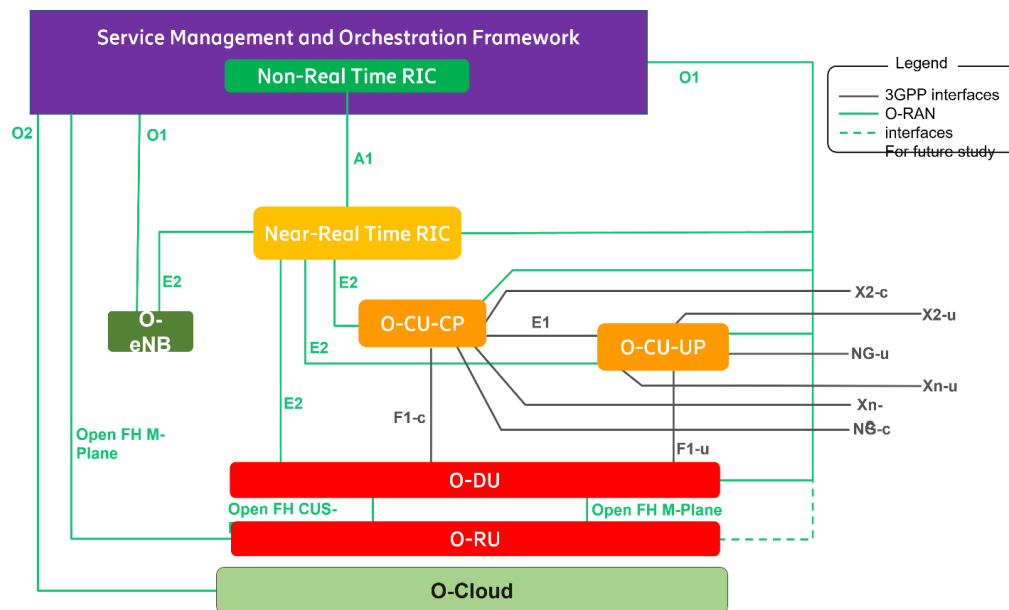 Service Management and Orchestration Framework
Non-Real Time RIC
O1
Legend
3GPP interfaces
O-RAN
interfaces
For future study
O2
O1
A1
Near-Real Time RIC
E2
E2
O-
eNB
O-CU-CP
E1
O-CU-UP
X2-c
X2-u
NG-u
E2
Xn-u
E2
F1-c
Xn-
NG-c
Open FH M-
Plane
F1-u
O-DU
Open FH CUS-
Open FH M-Plane
O-RU
O-Cloud